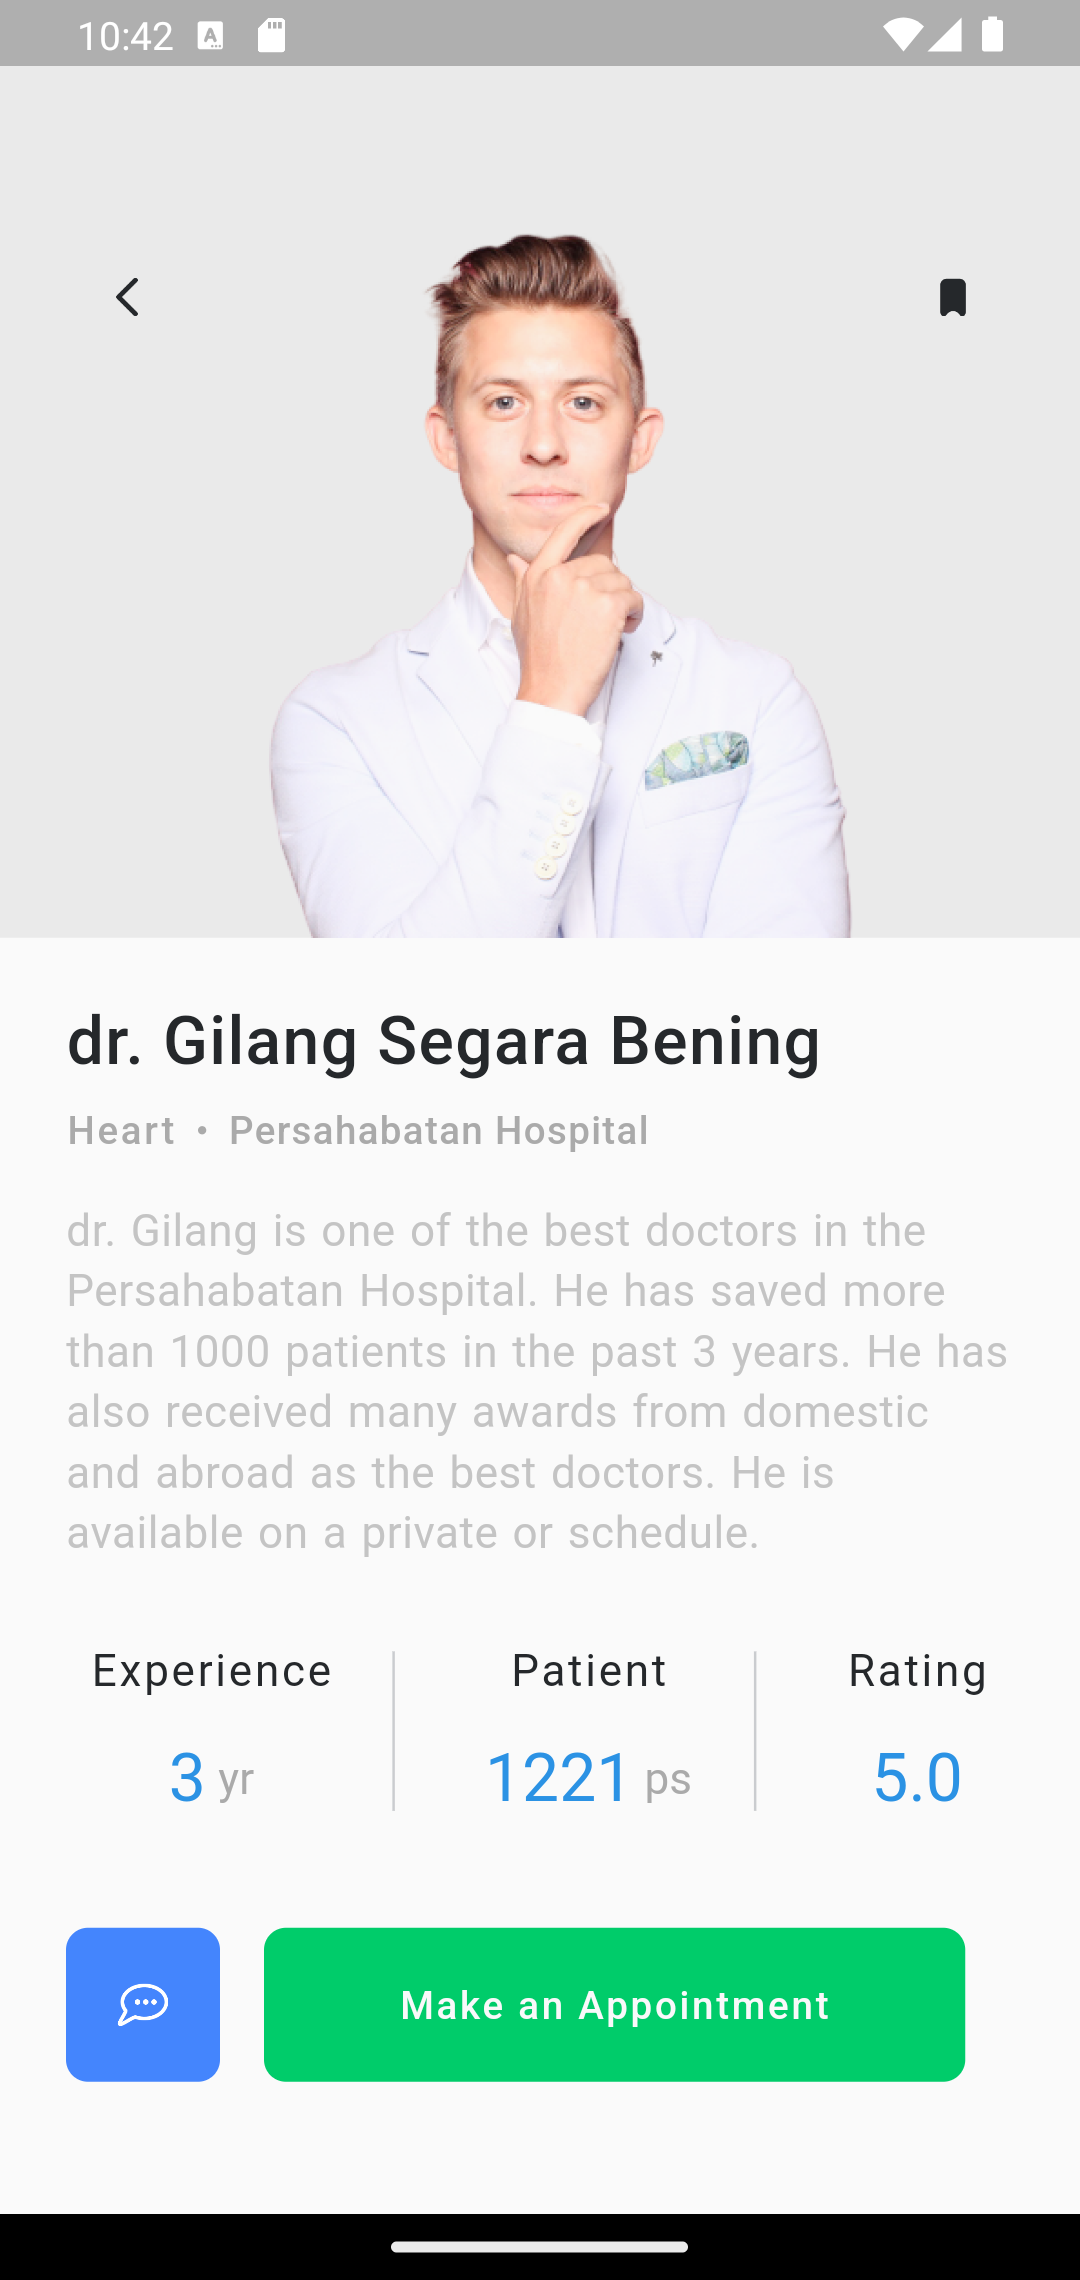 10:42
dr. Gilang Segara Bening
Heart • Persahabatan Hospital
dr. Gilang is one of the best doctors in the
Persahabatan Hospital. He has saved more
than 1000 patients in the past 3 years. He has
also received many awards from domestic
and abroad as the best doctors. He is
available on a private or schedule.
Experience Patient Rating
3 yr 1221 ps 5.0
Make an Appointment